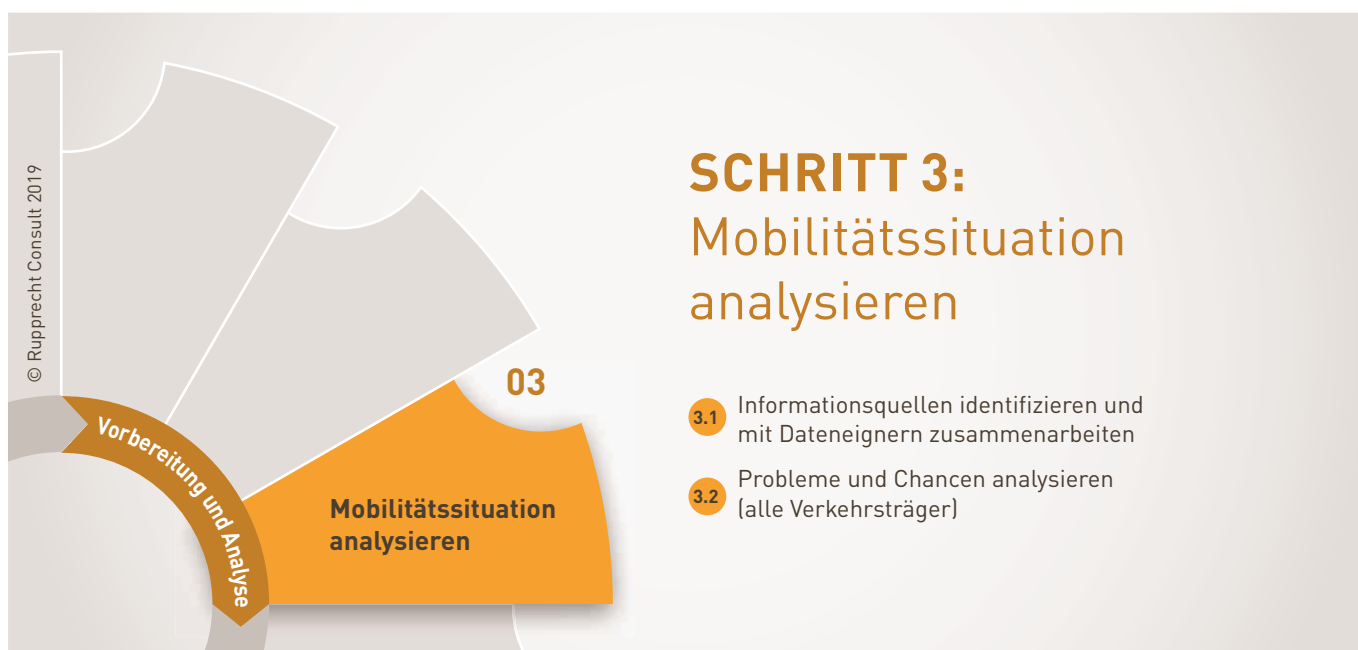 © Rupprecht Consult 2019
SCHRITT 3:
Mobilitätssituation
analysieren
03
3.1 Informationsquellen identifizieren und
mit Dateneignern zusammenarbeiten
3.2 Probleme und Chancen analysieren
(alle Verkehrsträger)
Vorbereitung und Analyse
Mobilitätssituation
analysieren